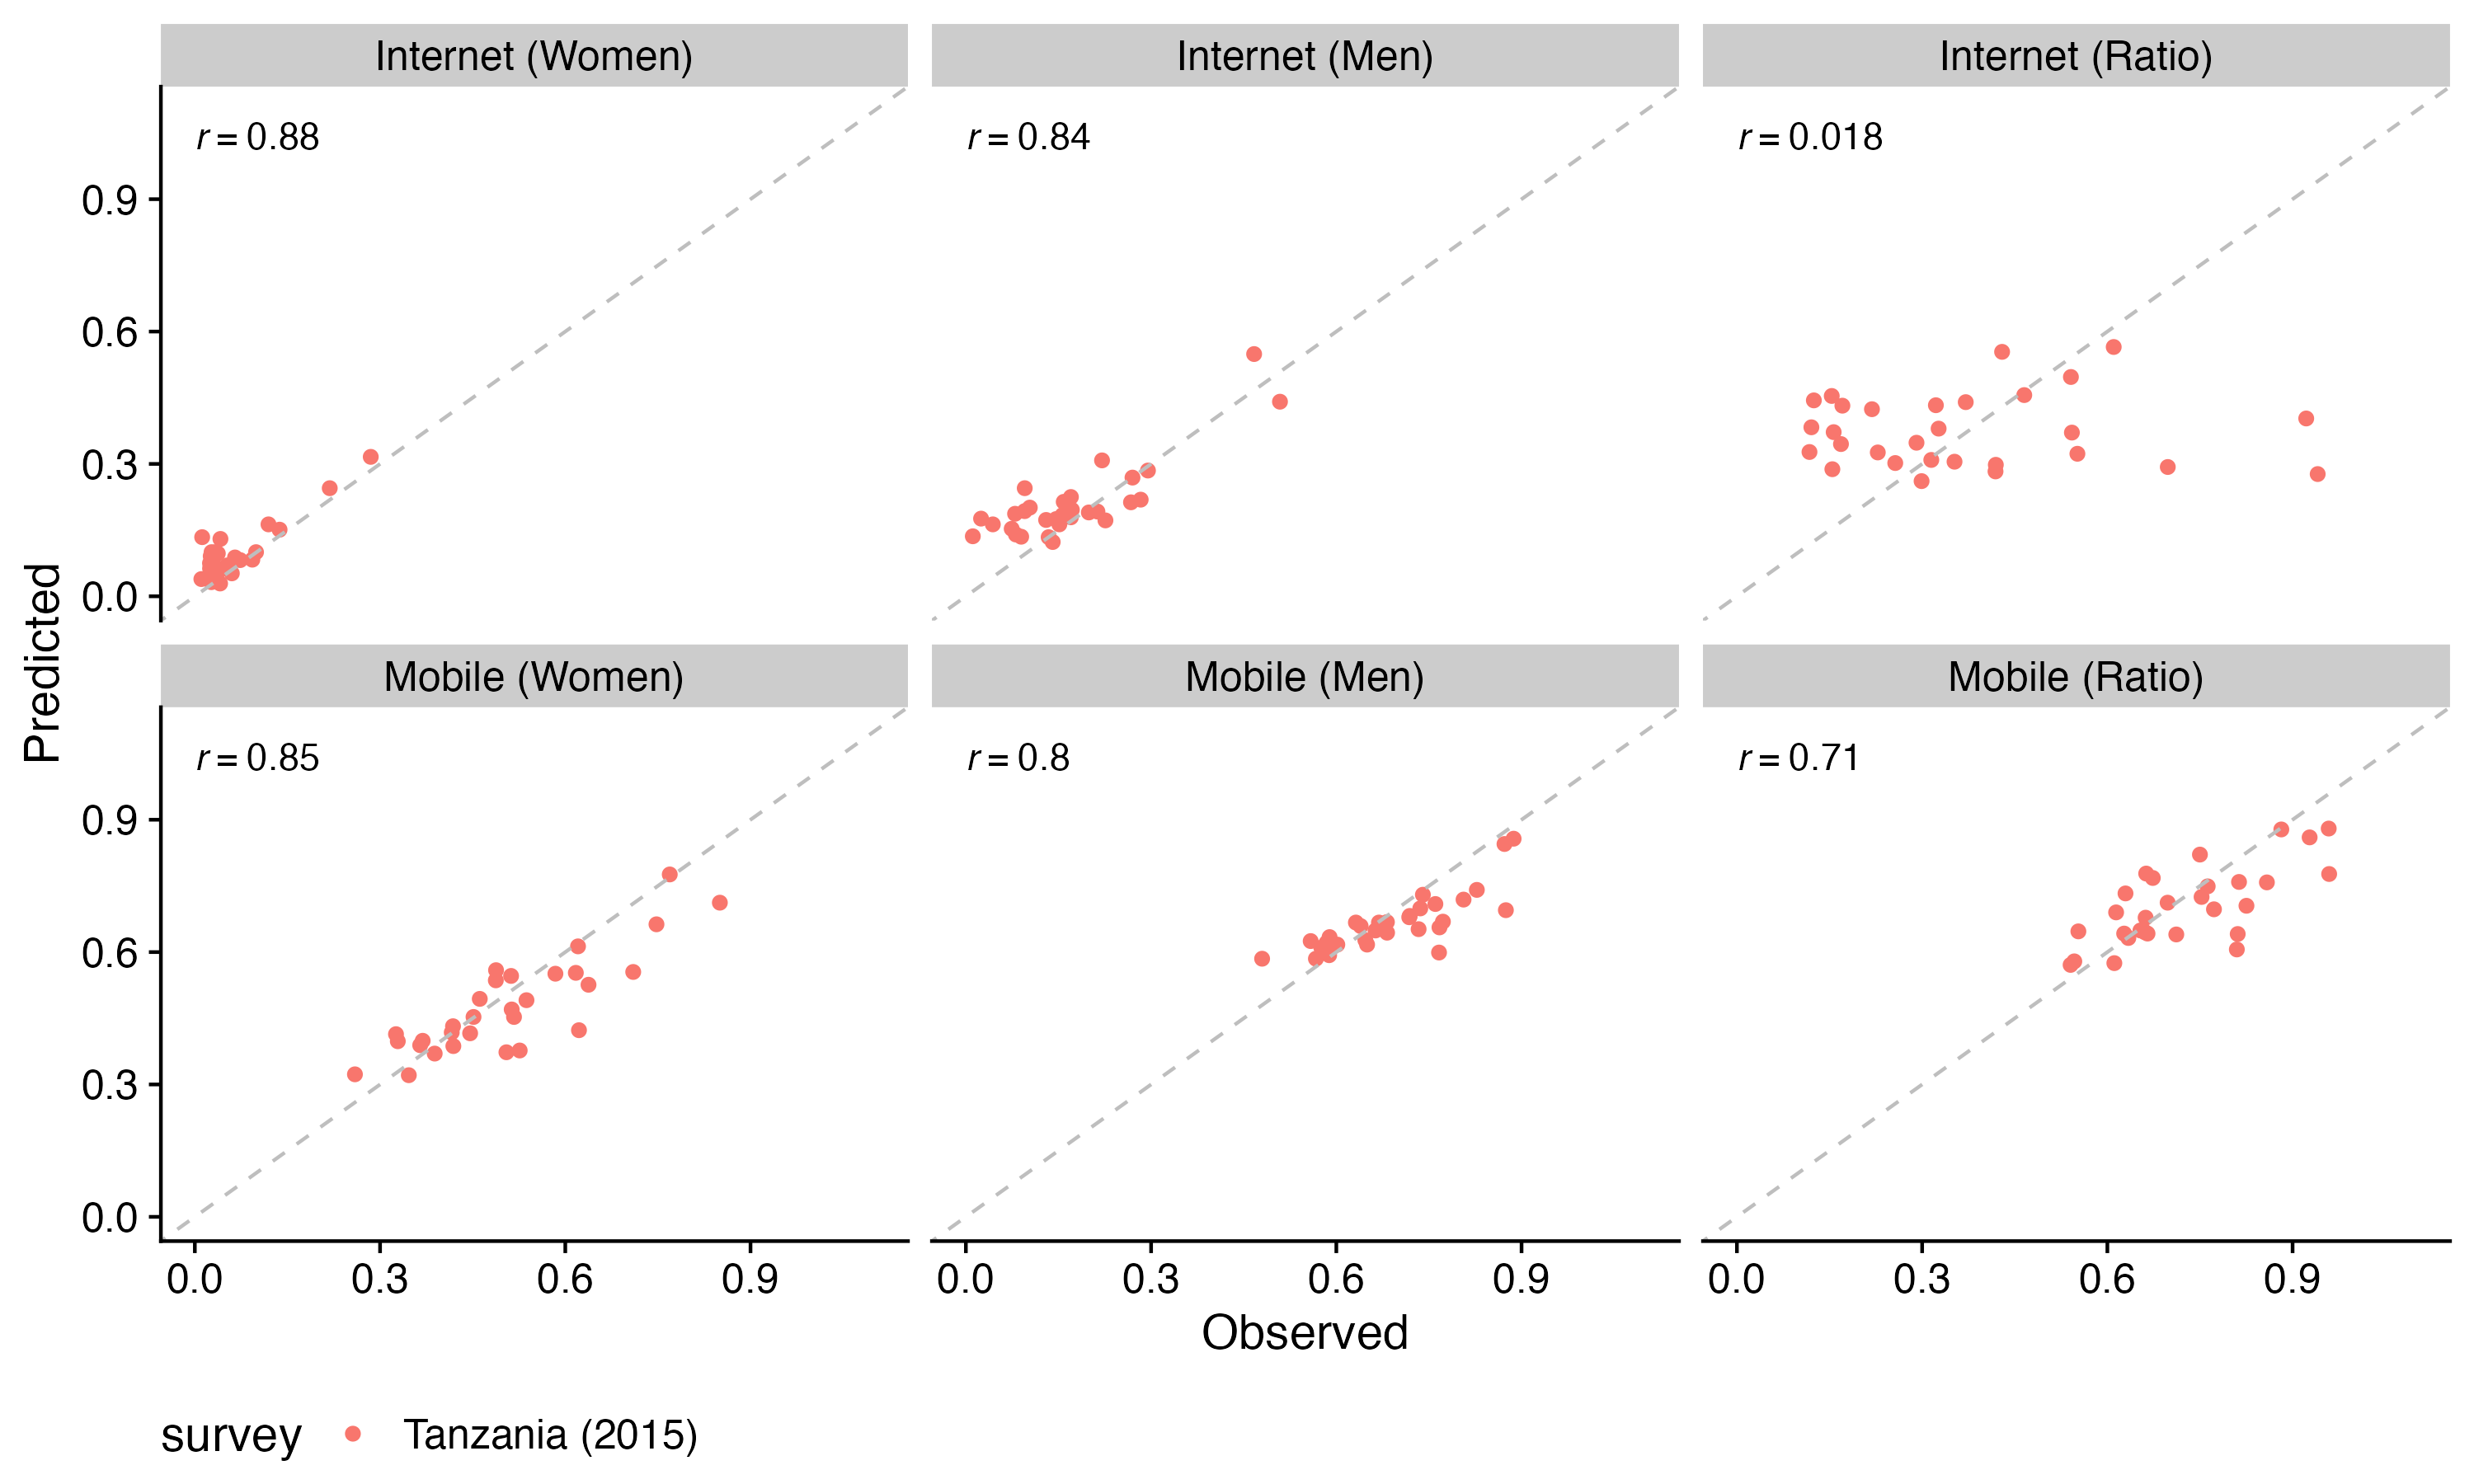 Internet (Women)
Internet (Men)
Internet (Ratio)
r = 0.88
r = 0.84
r = 0.018
0.9
0.6
0.3
0.0
Predicted
Mobile (Women)
Mobile (Men)
Mobile (Ratio)
r = 0.85
r = 0.8
r = 0.71
0.9
0.6
0.3
0.0
0.0 0.3 0.6 0.9
0.0 0.3 0.6 0.9
0.0 0.3 0.6 0.9
Observed
survey Tanzania (2015)